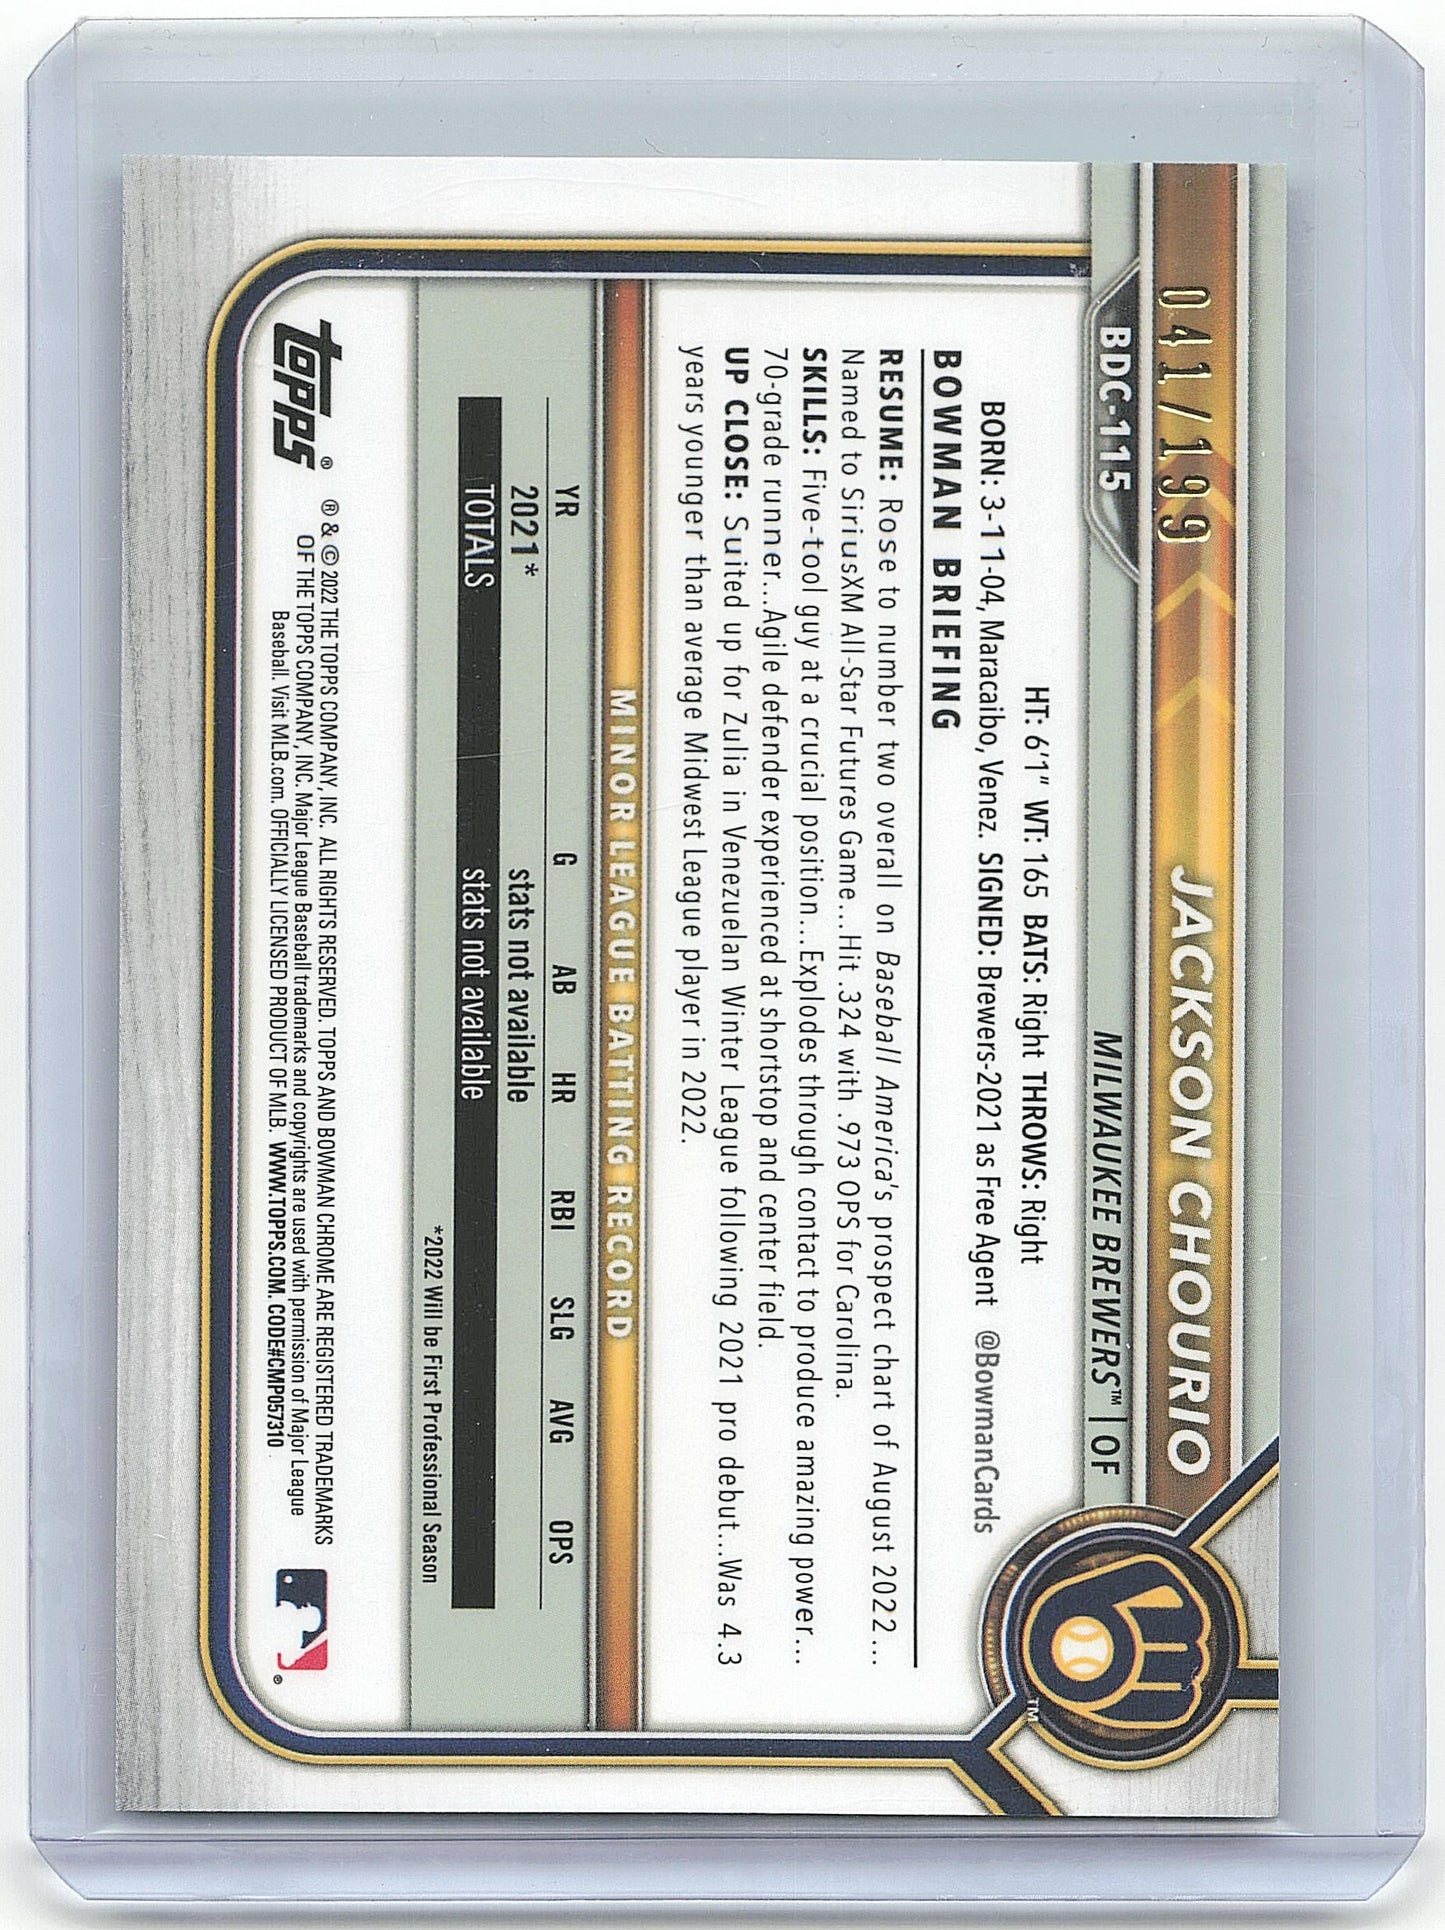 041/199
JACKSON CHOURIO
BDC-115
MILWAUKEE BREWERS™ | OF
HT: 6'1" WT: 165 BATS: Right THROWS: Right
BORN: 3-11-04, Maracaibo, Venez. SIGNED: Brewers-2021 as Free Agent @BowmanCards
BOWMAN BRIEFING
RESUME: Rose to number two overall on Baseball America's prospect chart of August 2022...
Named to SiriusXM All-Star Futures Game...Hit .324 with .973 OPS for Carolina.
SKILLS: Five-tool guy at a crucial position...Explodes through contact to produce amazing power...
70-grade runner...Agile defender experienced at shortstop and center field.
UP CLOSE: Suited up for Zulia in Venezuelan Winter League following 2021 pro debut...Was 4.3
years younger than average Midwest League player in 2022.
TM
MINOR LEAGUE BATTING RECORD
YR G AB HR RBI SLG AVG OPS
2021* stats not available
TOTALS stats not available
*2022 Will be First Professional Season
topps ® ® & © 2022 THE TOPPS COMPANY, INC. ALL RIGHTS RESERVED. TOPPS AND BOWMAN CHROME ARE REGISTERED TRADEMARKS
OF THE TOPPS COMPANY, INC. Major League Baseball trademarks and copyrights are used with permission of Major League
Baseball. Visit MLB.com. OFFICIALLY LICENSED PRODUCT OF MLB. WWW.TOPPS.COM. CODE#CMP057310
®